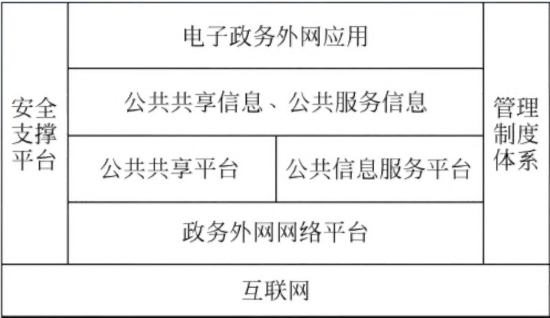 电子政务外网应用
公共共享信息、公共服务信息
安全
支撑
平台
管理
制度
体系
公共共享平台
公共信息服务平台
政务外网网络平台
互联网